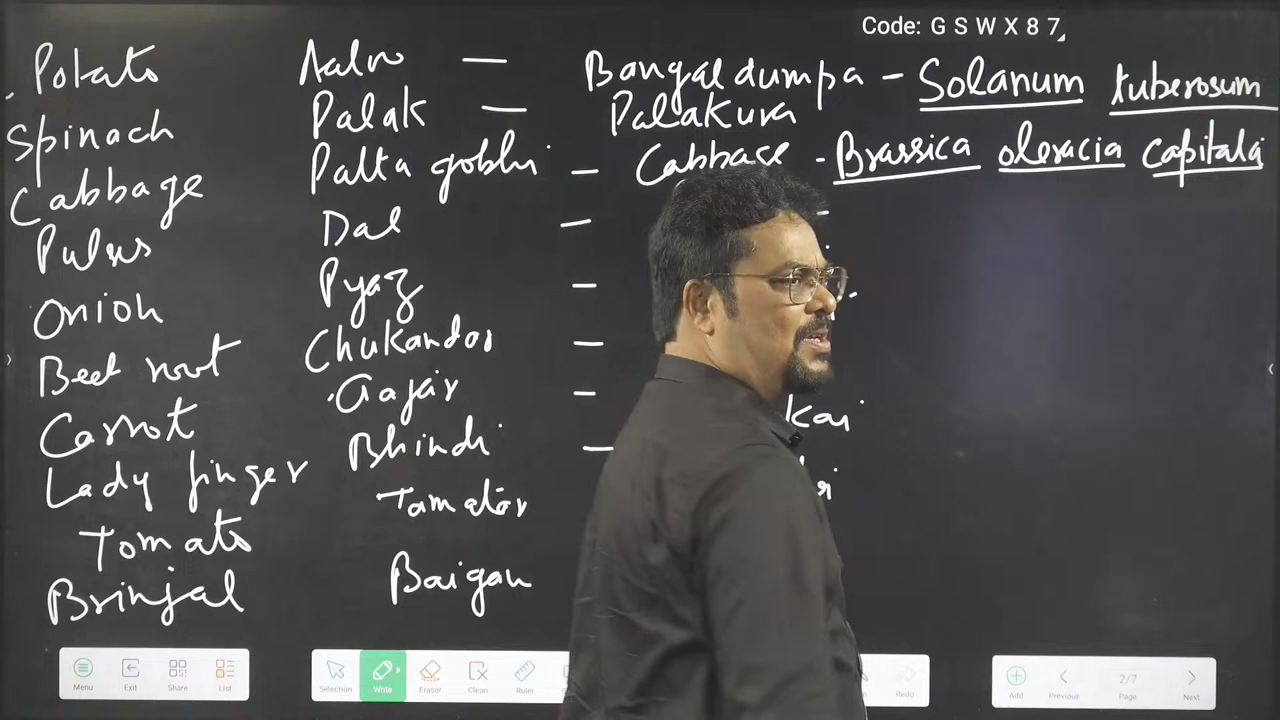 Code: G S W X 8 7
Potato Aalu — Bangaldumpa - Solanum tuberosum
Spinach Palak — Palakura
Cabbage Patta gobhi — Cabbage - Brassica oleracia capitata
Pulses Dal —
Onion Pyaz —
Beet root Chukandar —
Carrot Gajar —
Lady finger Bhindi — kai
Tomato Tamator
Brinjal Baigan
Menu Exit Share List Selection Write Eraser Clean Ruler Redo Add Previous 2/7 Page Next